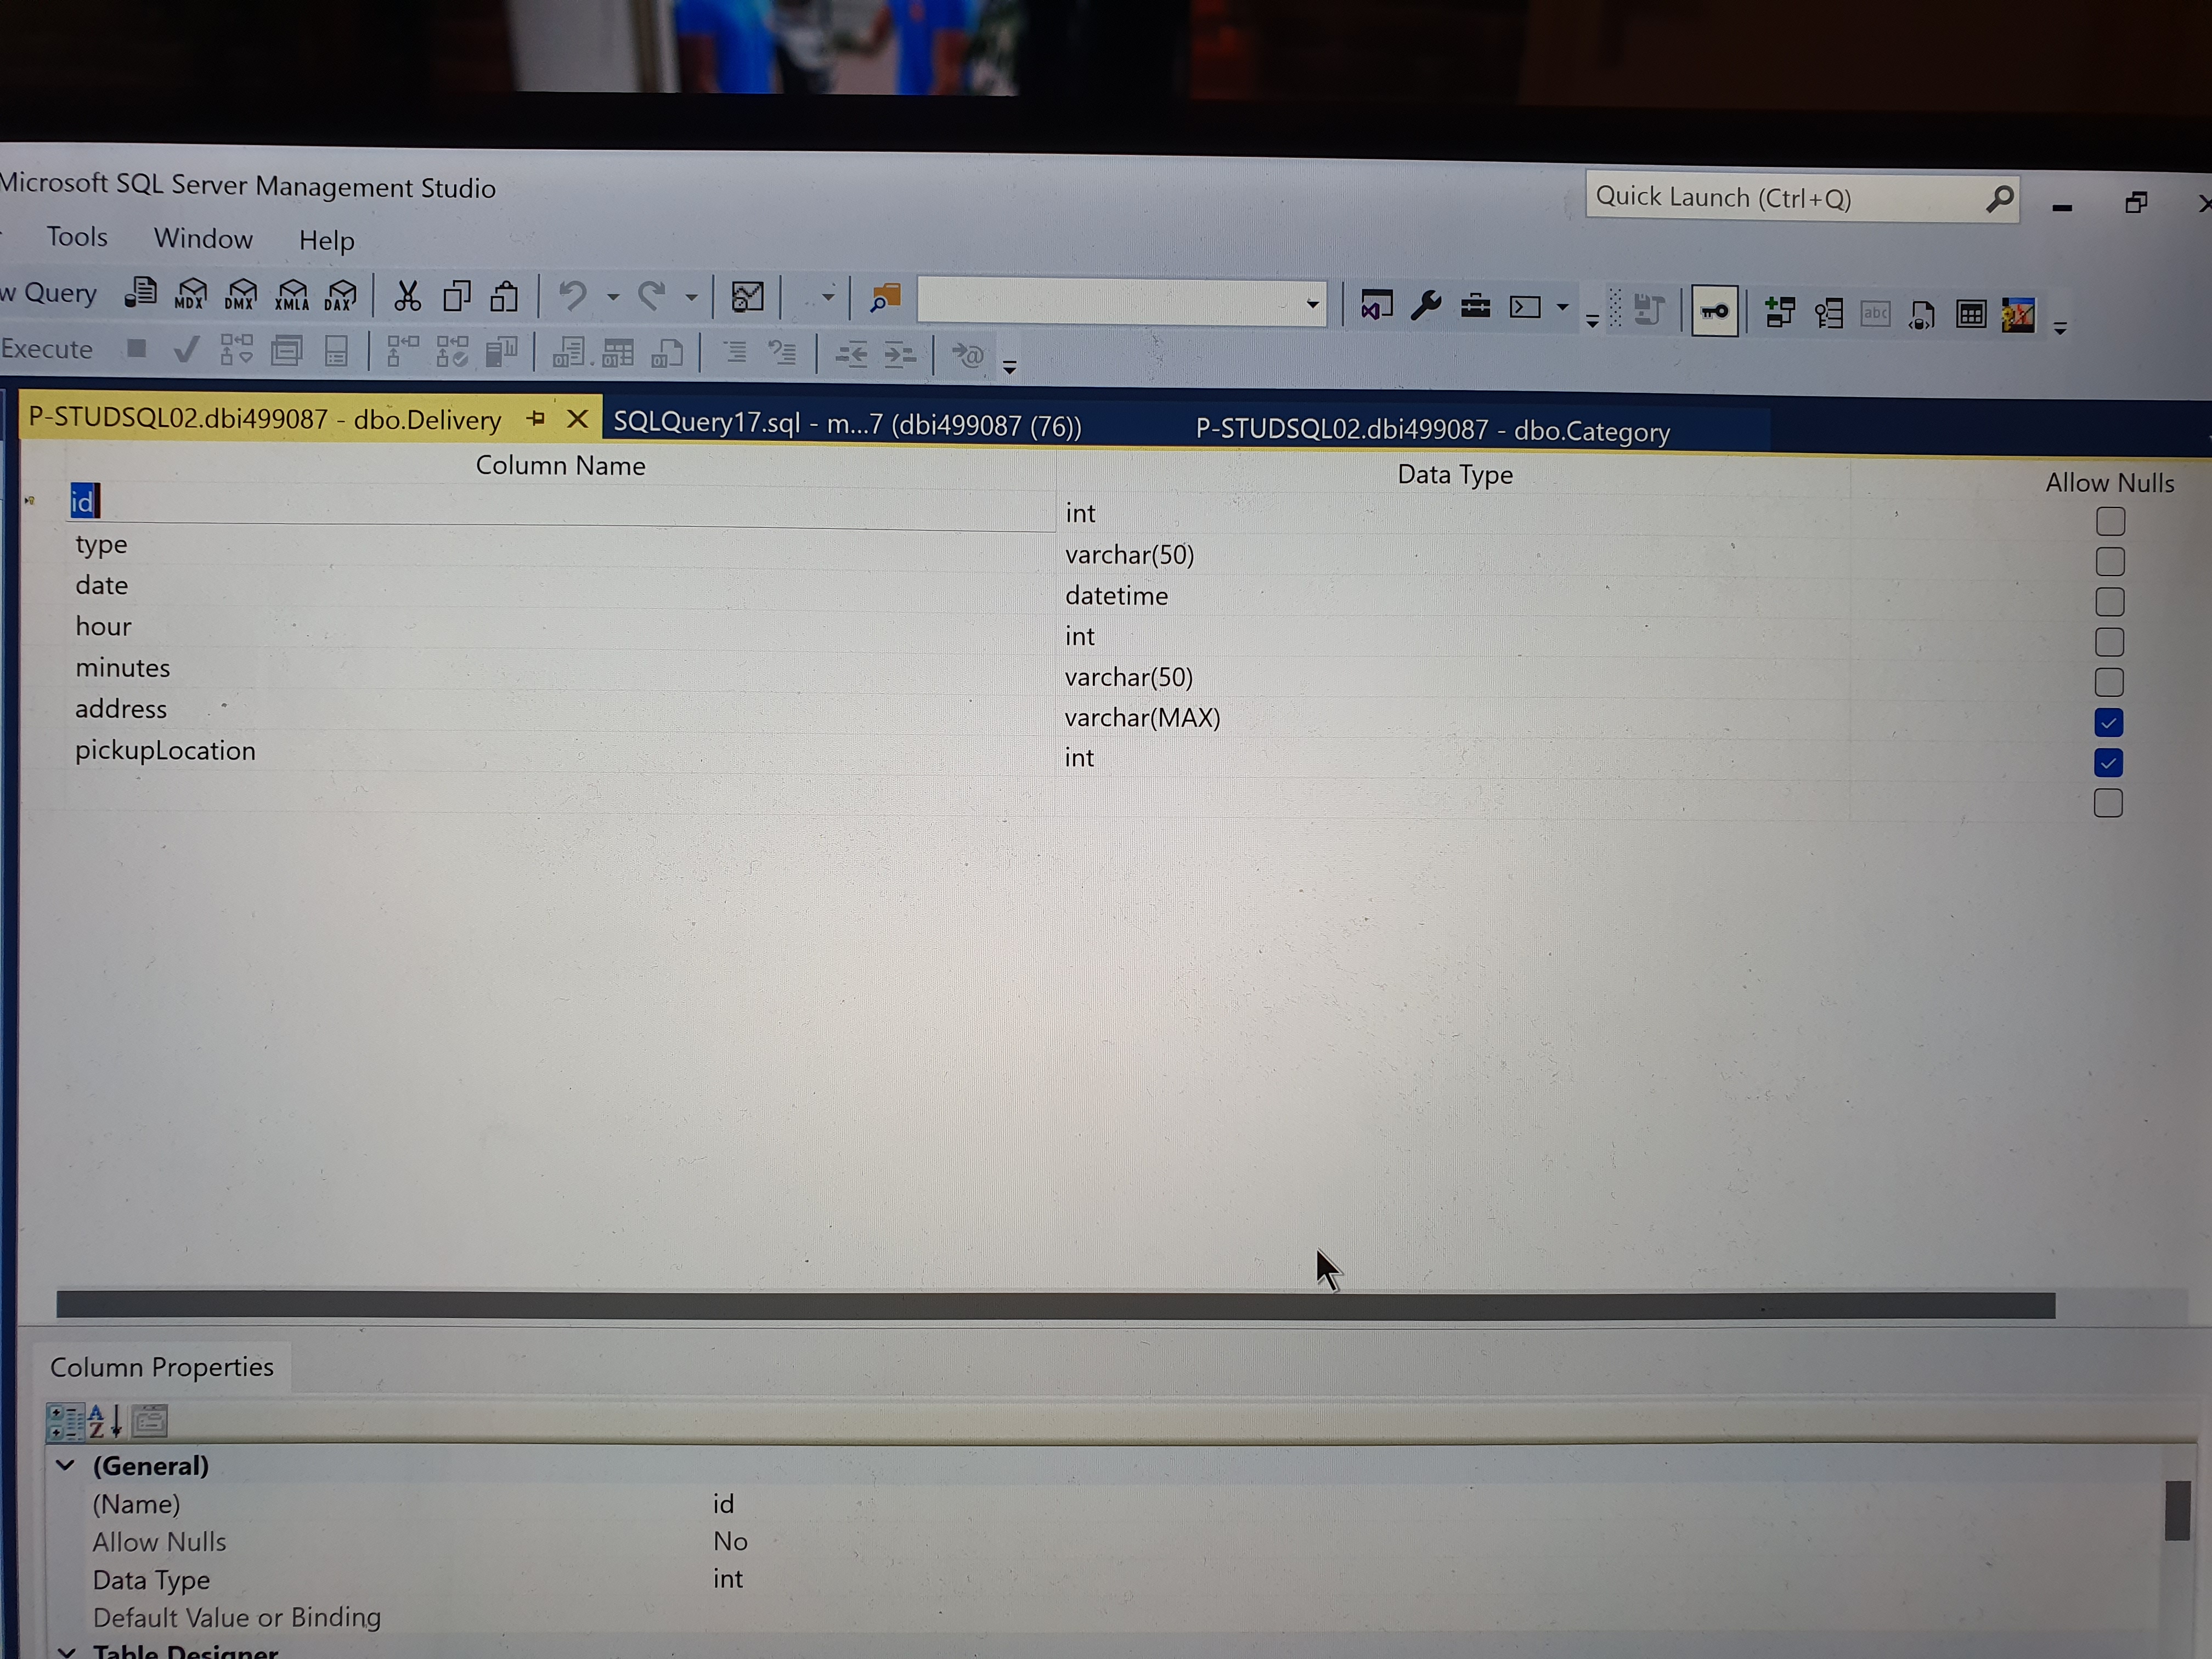 Microsoft SQL Server Management Studio
Quick Launch (Ctrl+Q)
Tools Window Help
w Query MDX DMX XMLA DAX
Execute
P-STUDSQL02.dbi499087 - dbo.Delivery SQLQuery17.sql - m...7 (dbi499087 (76)) P-STUDSQL02.dbi499087 - dbo.Category
Column Name Data Type Allow Nulls
id int
type varchar(50)
date datetime
hour int
minutes varchar(50)
address varchar(MAX)
pickupLocation int
Column Properties
(General)
(Name) id
Allow Nulls No
Data Type int
Default Value or Binding
Table Designer